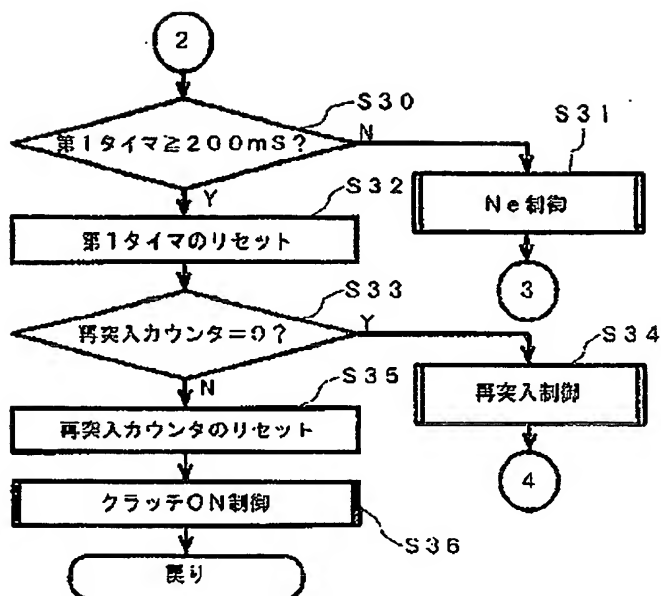 2
S30
第1タイマ≧200mS?
N
S31
Ne制御
3
Y
S32
第1タイマのリセット
S33
再突入カウンタ=0?
Y
S34
再突入制御
4
N
S35
再突入カウンタのリセット
クラッチON制御
S36
戻り